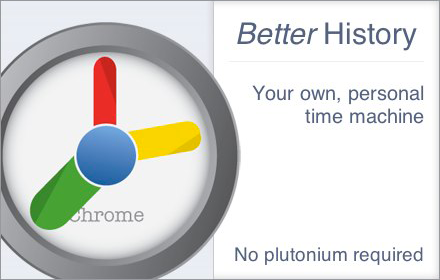 Better History
Your own, personal
time machine
Chrome
No plutonium required